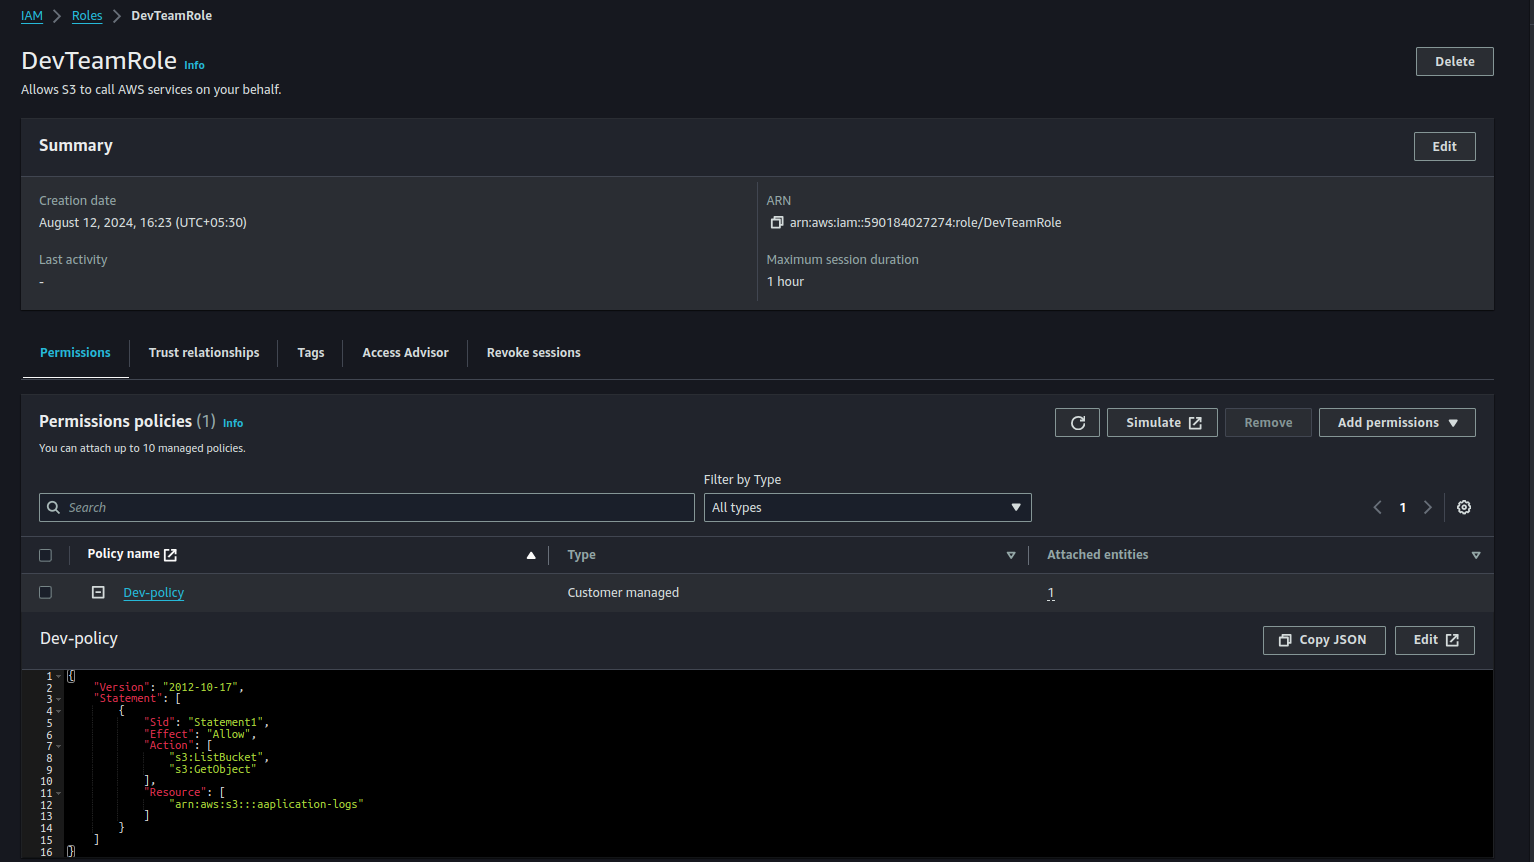 IAM > Roles > DevTeamRole
DevTeamRole Info
Delete
Allows S3 to call AWS services on your behalf.
Summary
Edit
Creation date
August 12, 2024, 16:23 (UTC+05:30)
ARN
arn:aws:iam::590184027274:role/DevTeamRole
Last activity
-
Maximum session duration
1 hour
Permissions
Trust relationships
Tags
Access Advisor
Revoke sessions
Permissions policies (1) Info
You can attach up to 10 managed policies.
Simulate
Remove
Add permissions
Filter by Type
Search
All types
1
Policy name
Type
Attached entities
Dev-policy
Customer managed
1
Dev-policy
Copy JSON
Edit
1 {
2     "Version": "2012-10-17",
3     "Statement": [
4         {
5             "Sid": "Statement1",
6             "Effect": "Allow",
7             "Action": [
8                 "s3:ListBucket",
9                 "s3:GetObject"
10             ],
11             "Resource": [
12                 "arn:aws:s3:::aaplication-logs"
13             ]
14         }
15     ]
16 }